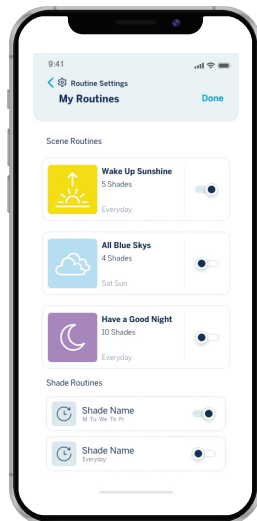 9:41
Routine Settings
My Routines Done
Scene Routines
Wake Up Sunshine
5 Shades
Everyday
All Blue Skys
4 Shades
Sat Sun
Have a Good Night
10 Shades
Everyday
Shade Routines
Shade Name
M Tu We Th Fr
Shade Name
Everyday